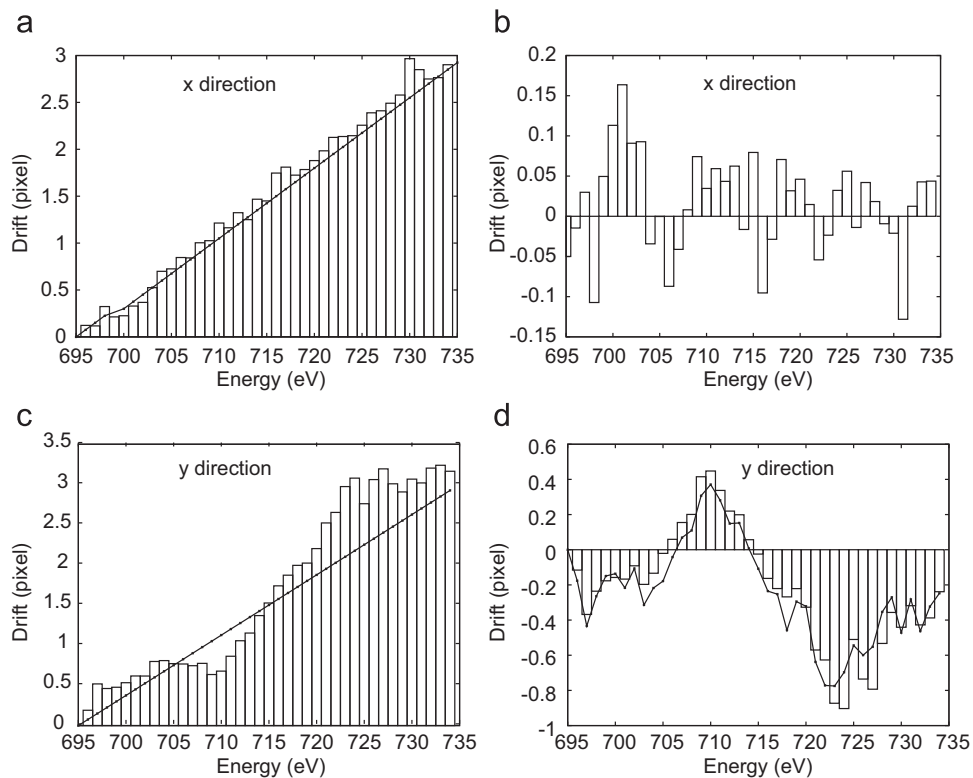 a
x direction
Drift (pixel)
3
2.5
2
1.5
1
0.5
0
695 700 705 710 715 720 725 730 735
Energy (eV)
b
x direction
Drift (pixel)
0.2
0.15
0.1
0.05
0
-0.05
-0.1
-0.15
695 700 705 710 715 720 725 730 735
Energy (eV)
c
y direction
Drift (pixel)
3.5
3
2.5
2
1.5
1
0.5
0
695 700 705 710 715 720 725 730 735
Energy (eV)
d
y direction
Drift (pixel)
0.6
0.4
0.2
0
-0.2
-0.4
-0.6
-0.8
-1
695 700 705 710 715 720 725 730 735
Energy (eV)